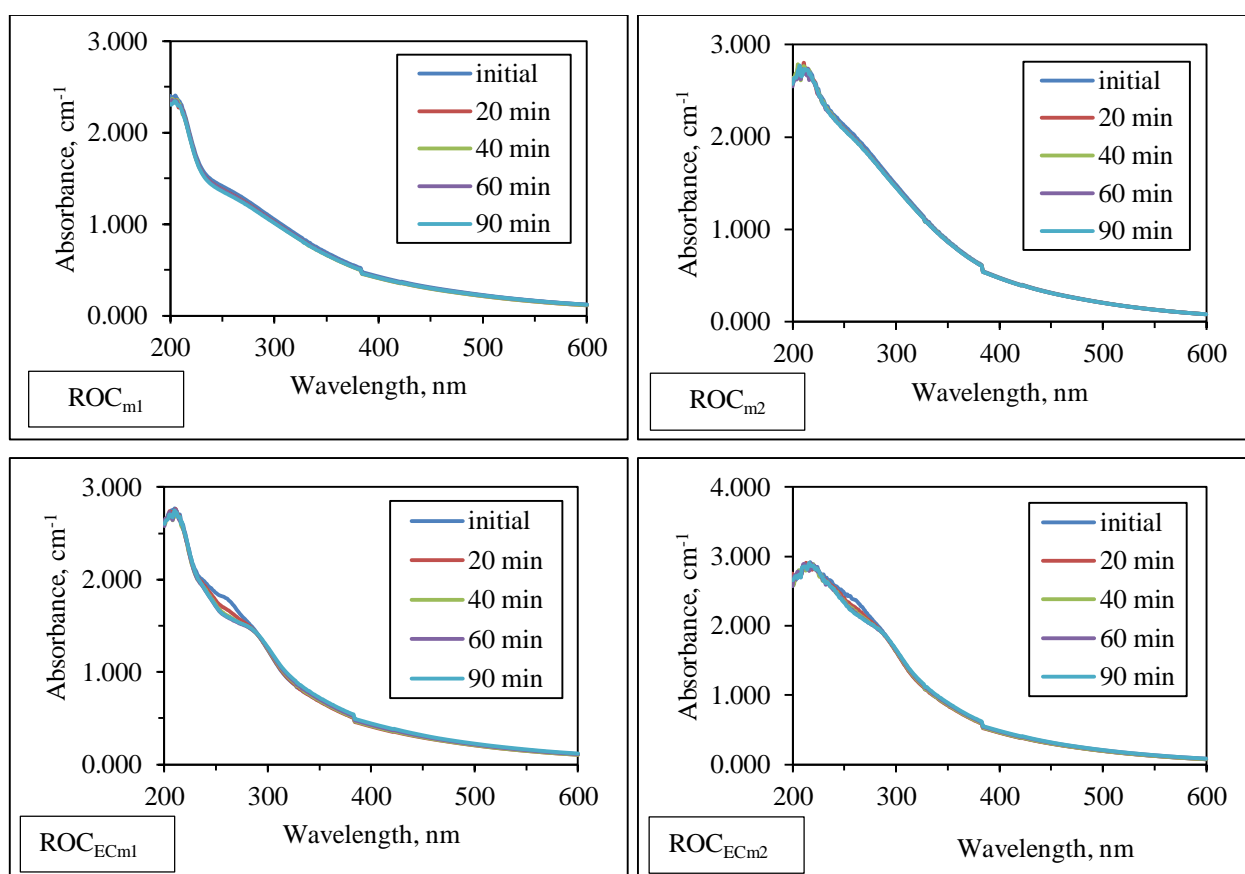 3.000
2.000
1.000
0.000
Absorbance, cm-1
200
300
400
500
600
Wavelength, nm
initial
20 min
40 min
60 min
90 min
ROCm1
3.000
2.000
1.000
0.000
Absorbance, cm-1
200
300
400
500
600
Wavelength, nm
initial
20 min
40 min
60 min
90 min
ROCm2
3.000
2.000
1.000
0.000
Absorbance, cm-1
200
300
400
500
600
Wavelength, nm
initial
20 min
40 min
60 min
90 min
ROCECm1
4.000
3.000
2.000
1.000
0.000
Absorbance, cm-1
200
300
400
500
600
Wavelength, nm
initial
20 min
40 min
60 min
90 min
ROCECm2